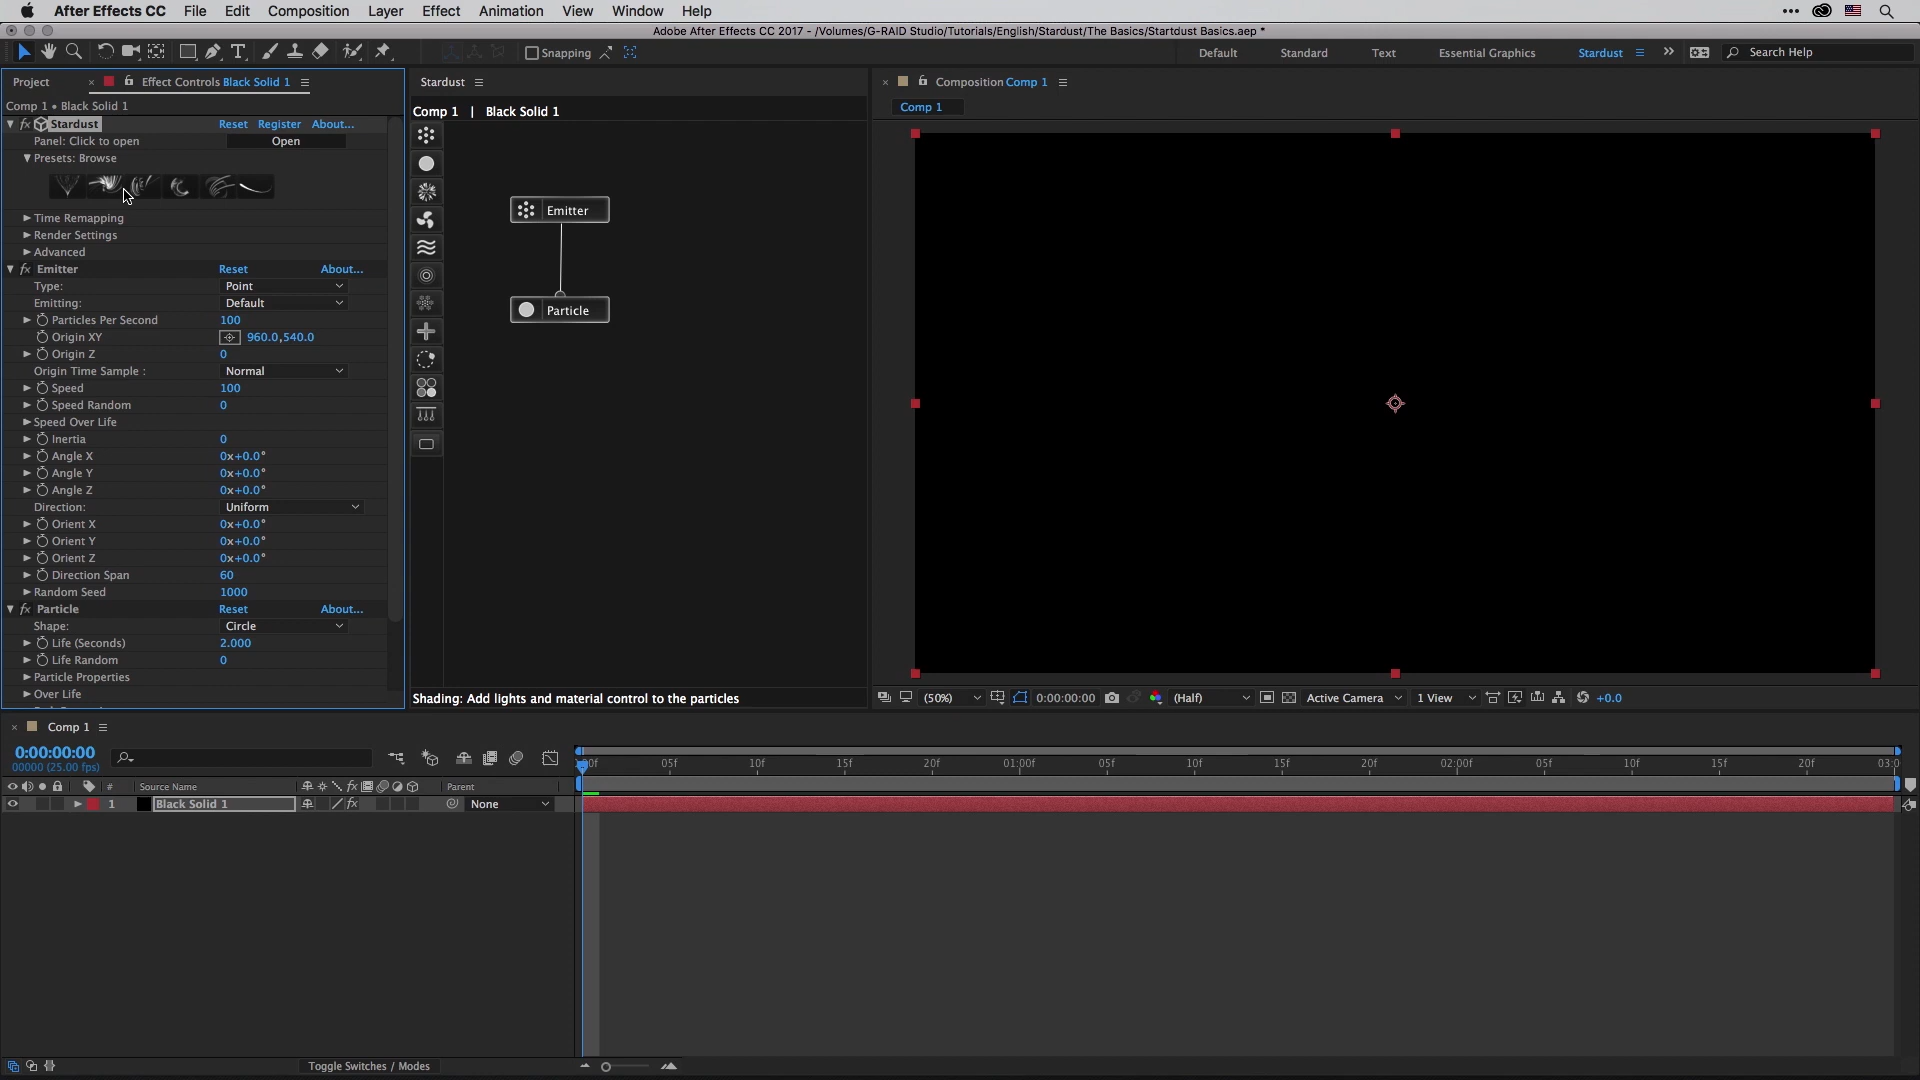 After Effects CC File Edit Composition Layer Effect Animation View Window Help
Adobe After Effects CC 2017 - /Volumes/G-RAID Studio/Tutorials/English/Stardust/The Basics/Startdust Basics.aep *
Snapping Default Standard Text Essential Graphics Stardust Search Help
Project Effect Controls Black Solid 1
Comp 1 • Black Solid 1
fx Stardust Reset Register About...
Panel: Click to open Open
Presets: Browse
Time Remapping
Render Settings
Advanced
fx Emitter Reset About...
Type: Point
Emitting: Default
Particles Per Second 100
Origin XY 960.0,540.0
Origin Z 0
Origin Time Sample : Normal
Speed 100
Speed Random 0
Speed Over Life
Inertia 0
Angle X 0x+0.0°
Angle Y 0x+0.0°
Angle Z 0x+0.0°
Direction: Uniform
Orient X 0x+0.0°
Orient Y 0x+0.0°
Orient Z 0x+0.0°
Direction Span 60
Random Seed 1000
fx Particle Reset About...
Shape: Circle
Life (Seconds) 2.000
Life Random 0
Particle Properties
Over Life
Stardust
Comp 1 | Black Solid 1
Emitter
Particle
Shading: Add lights and material control to the particles
Composition Comp 1
Comp 1
(50%) 0:00:00:00 (Half) Active Camera 1 View +0.0
Comp 1
0:00:00:00
00000 (25.00 fps)
:00f 05f 10f 15f 20f 01:00f 05f 10f 15f 20f 02:00f 05f 10f 15f 20f 03:0
# Source Name fx Parent
1 Black Solid 1 fx None
Toggle Switches / Modes